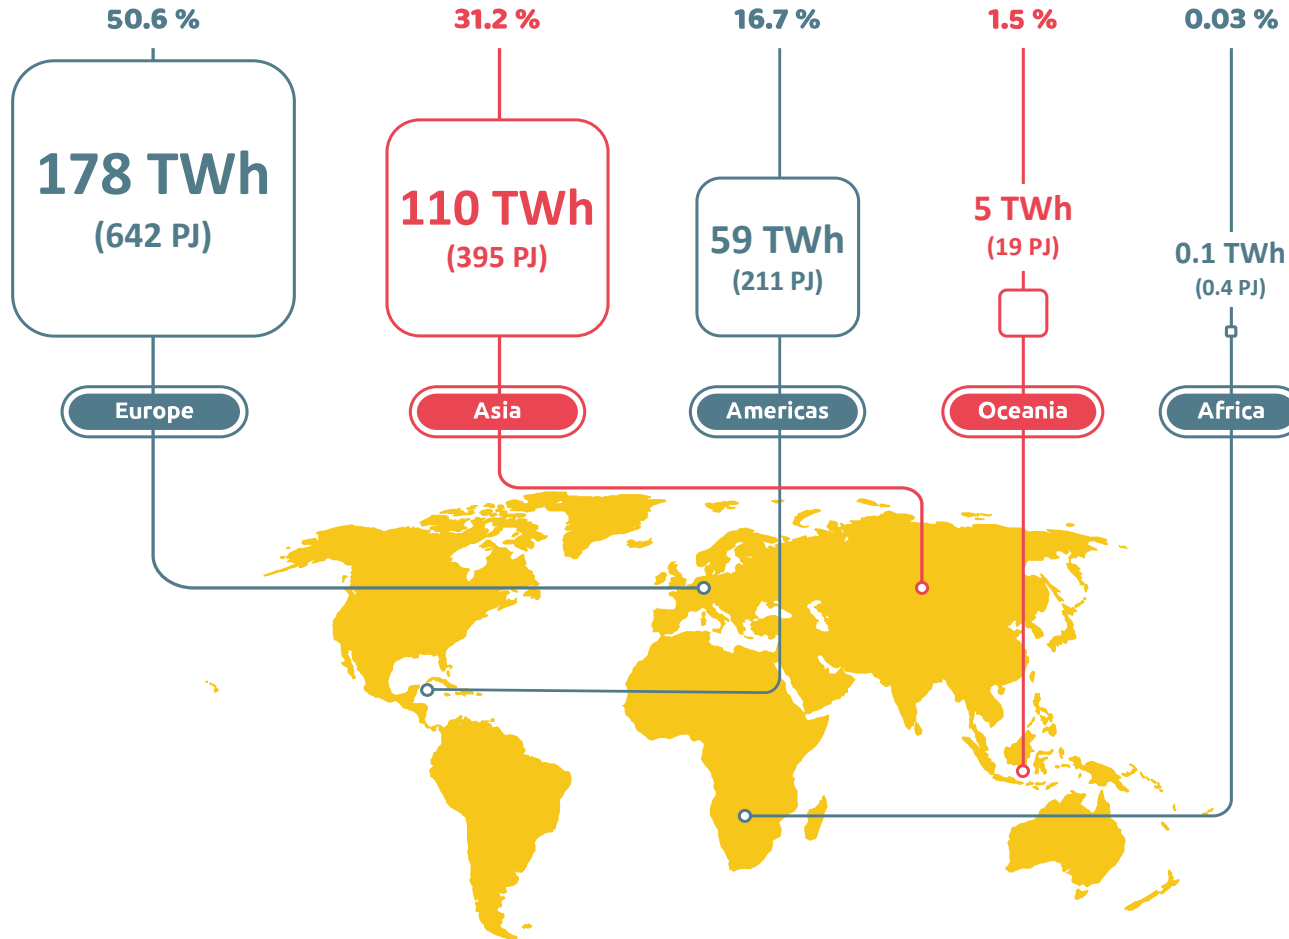 50.6 %
31.2 %
16.7 %
1.5 %
0.03 %
178 TWh
(642 PJ)
110 TWh
(395 PJ)
59 TWh
(211 PJ)
5 TWh
(19 PJ)
0.1 TWh
(0.4 PJ)
Europe
Asia
Americas
Oceania
Africa